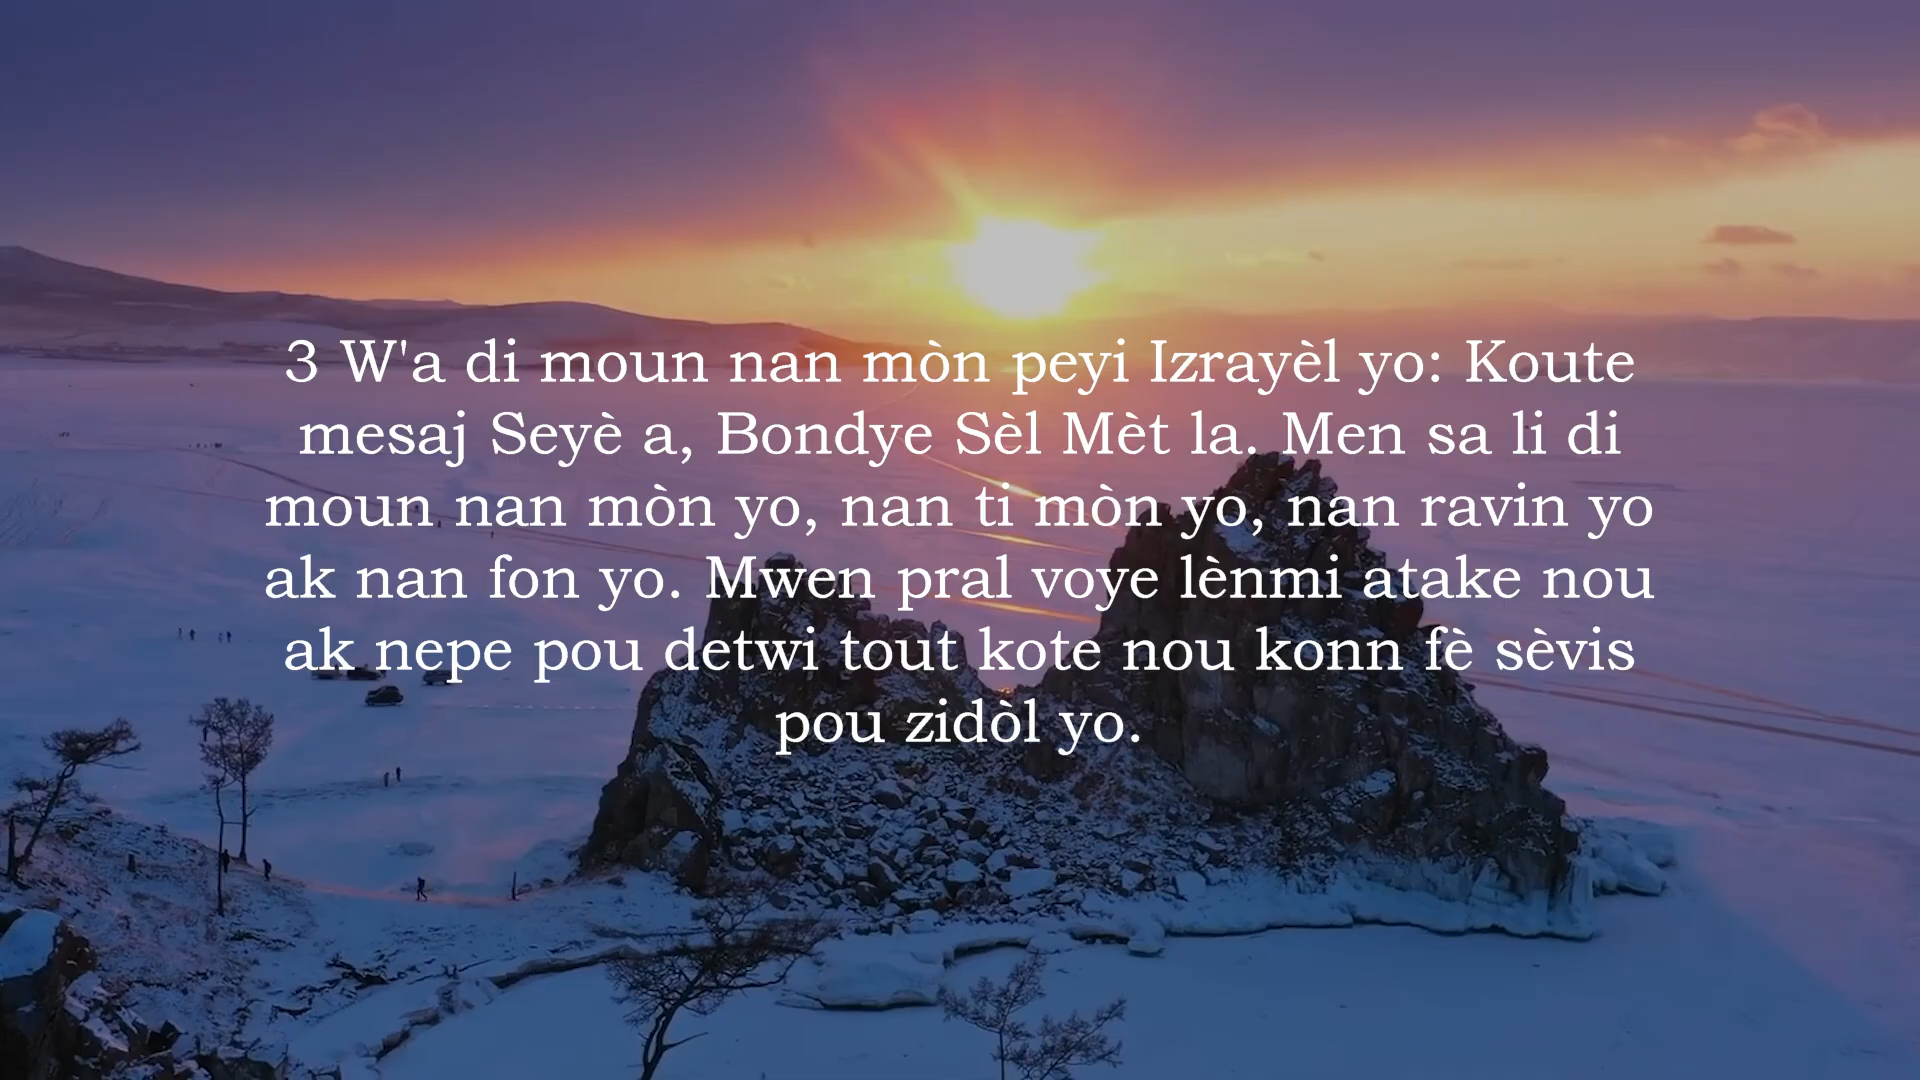 3 W'a di moun nan mòn peyi Izrayèl yo: Koute
mesaj Seyè a, Bondye Sèl Mèt la. Men sa li di
moun nan mòn yo, nan ti mòn yo, nan ravin yo
ak nan fon yo. Mwen pral voye lènmi atake nou
ak nepe pou detwi tout kote nou konn fè sèvis
pou zidòl yo.